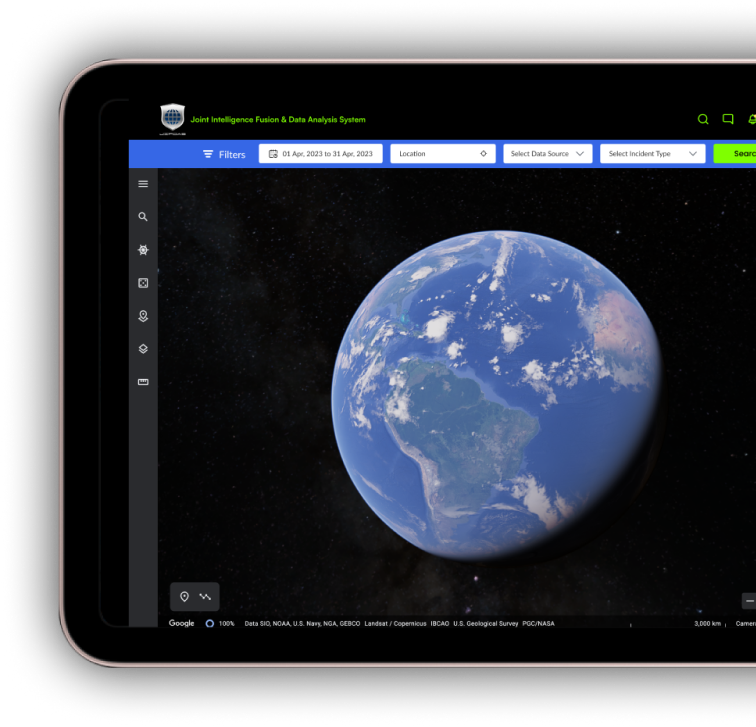 Joint Intelligence Fusion & Data Analysis System
Filters
01 Apr, 2023 to 31 Apr, 2023
Location
Select Data Source
Select Incident Type
Searc
Google
100%
Data SIO, NOAA, U.S. Navy, NGA, GEBCO Landsat / Copernicus IBCAO U.S. Geological Survey PGC/NASA
3,000 km
Camera